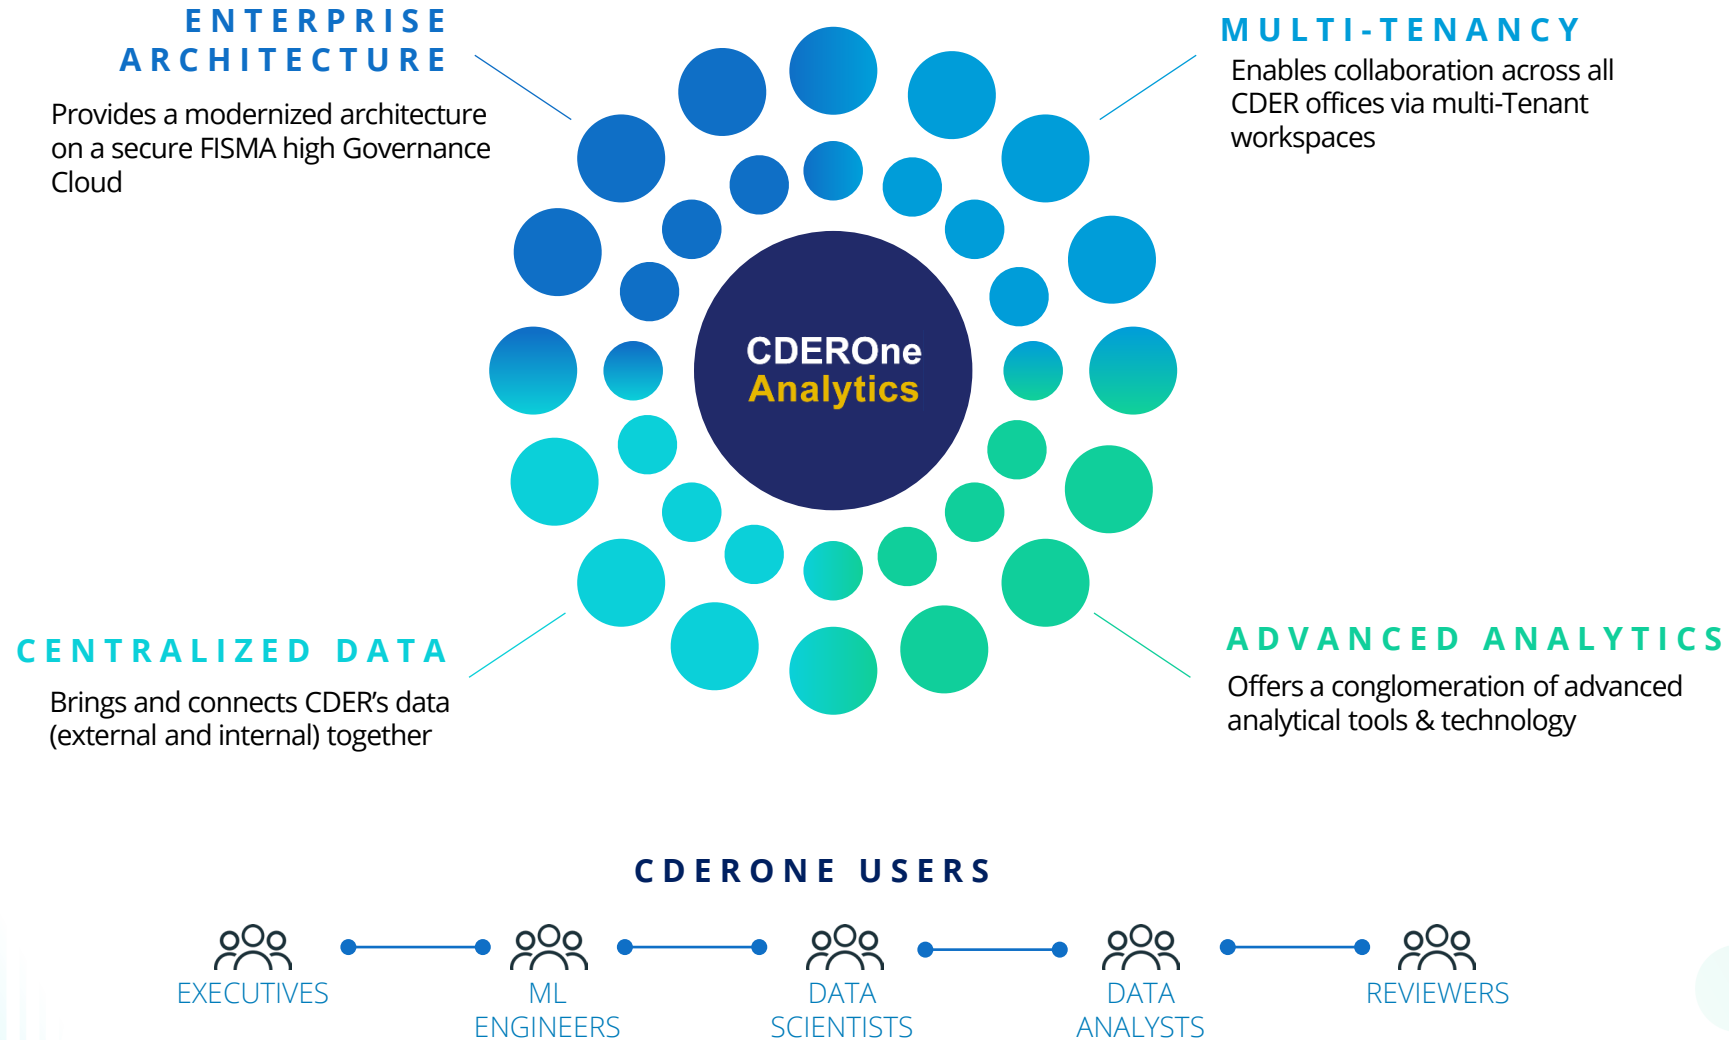 ENTERPRISE
ARCHITECTURE
Provides a modernized architecture
on a secure FISMA high Governance
Cloud
MULTI-TENANCY
Enables collaboration across all
CDER offices via multi-Tenant
workspaces
CDEROne
Analytics
CENTRALIZED DATA
Brings and connects CDER’s data
(external and internal) together
ADVANCED ANALYTICS
Offers a conglomeration of advanced
analytical tools & technology
CDERONE USERS
EXECUTIVES
ML
ENGINEERS
DATA
SCIENTISTS
DATA
ANALYSTS
REVIEWERS